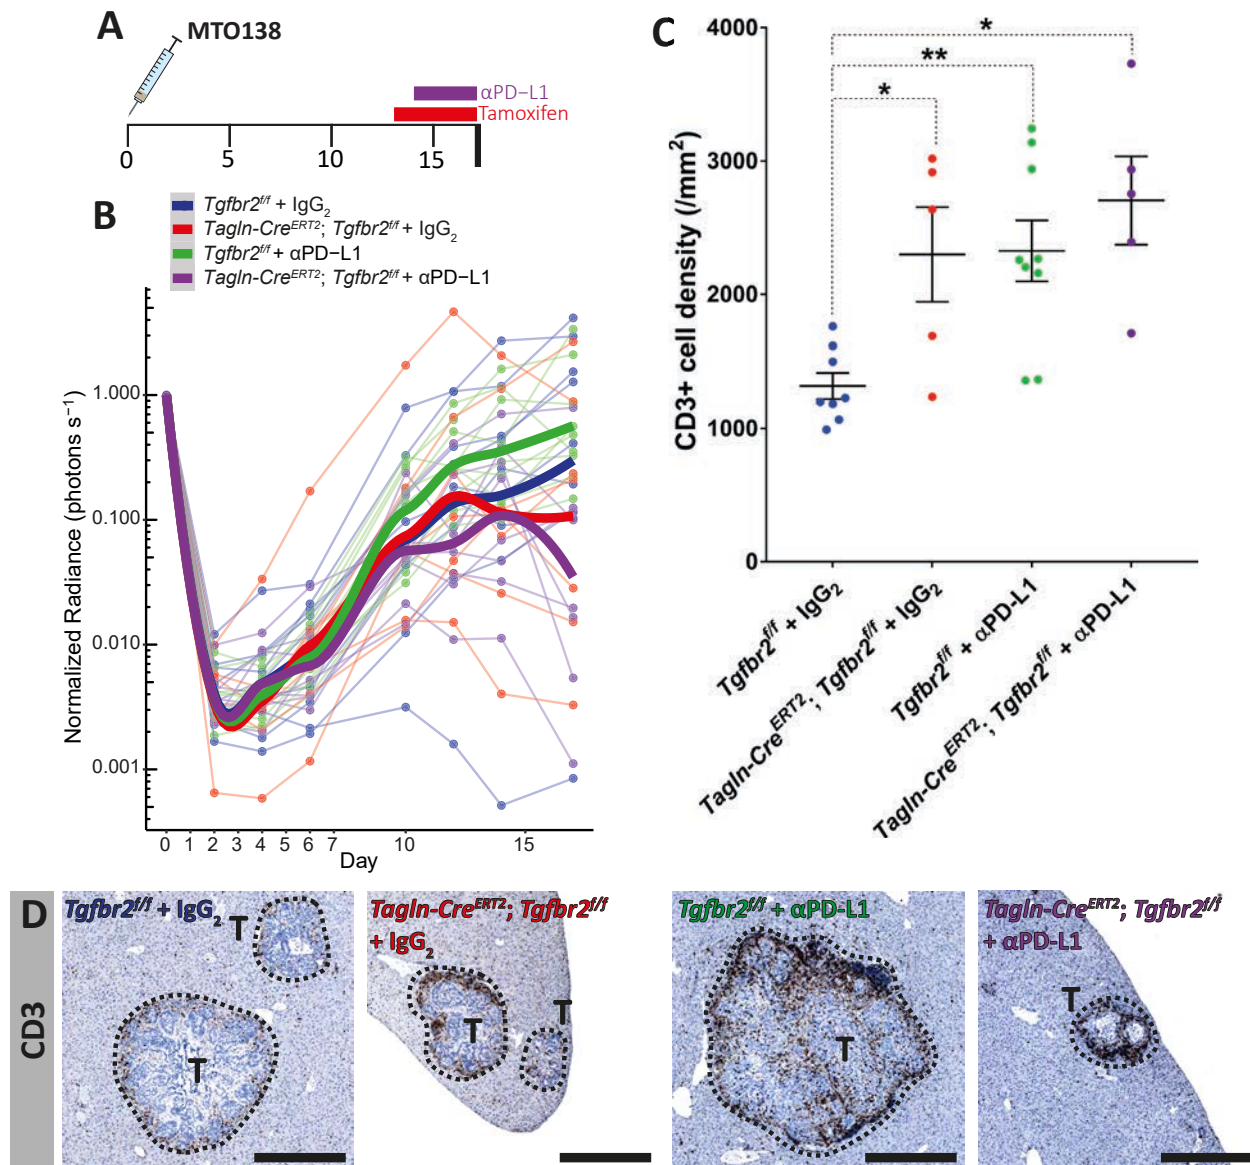 A
MTO138
αPD−L1
Tamoxifen
0 5 10 15
B
Tgfbr2f/f + IgG2
Tagln-CreERT2; Tgfbr2f/f + IgG2
Tgfbr2f/f + αPD−L1
Tagln-CreERT2; Tgfbr2f/f + αPD−L1
Normalized Radiance (photons s−1)
1.000
0.100
0.010
0.001
0 1 2 3 4 5 6 7 10 15
Day
C
CD3+ cell density (/mm2)
4000
3000
2000
1000
0
*
**
*
Tgfbr2f/f + IgG2
Tagln-CreERT2; Tgfbr2f/f + IgG2
Tgfbr2f/f + αPD-L1
Tagln-CreERT2; Tgfbr2f/f + αPD-L1
D
CD3
Tgfbr2f/f + IgG2
T
T
Tagln-CreERT2; Tgfbr2f/f
+ IgG2
T
T
Tgfbr2f/f + αPD-L1
T
Tagln-CreERT2; Tgfbr2f/f
+ αPD-L1
T